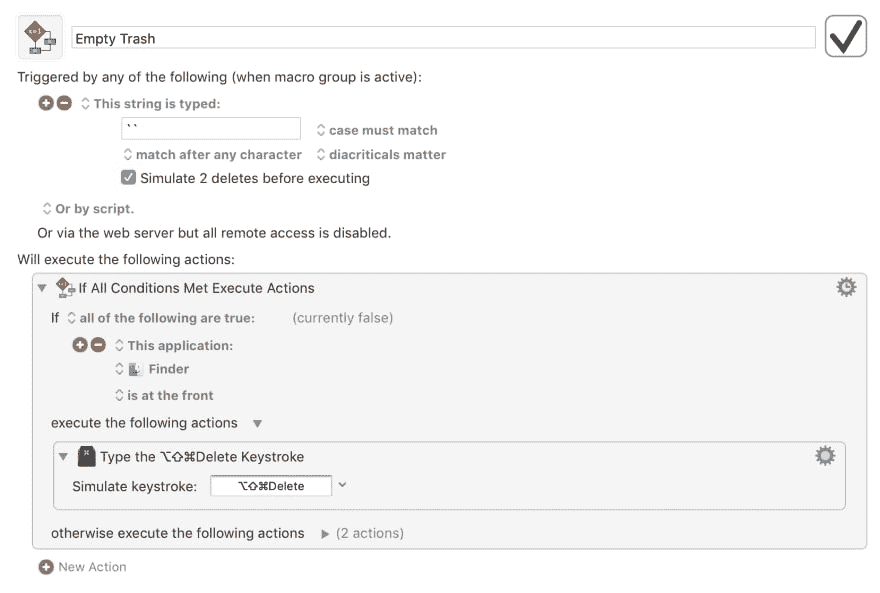 Empty Trash
Triggered by any of the following (when macro group is active):
This string is typed:
``
case must match
match after any character
diacriticals matter
Simulate 2 deletes before executing
Or by script.
Or via the web server but all remote access is disabled.
Will execute the following actions:
If All Conditions Met Execute Actions
If all of the following are true: (currently false)
This application:
Finder
is at the front
execute the following actions
Type the ⌥⇧⌘Delete Keystroke
Simulate keystroke: ⌥⇧⌘Delete
otherwise execute the following actions (2 actions)
New Action